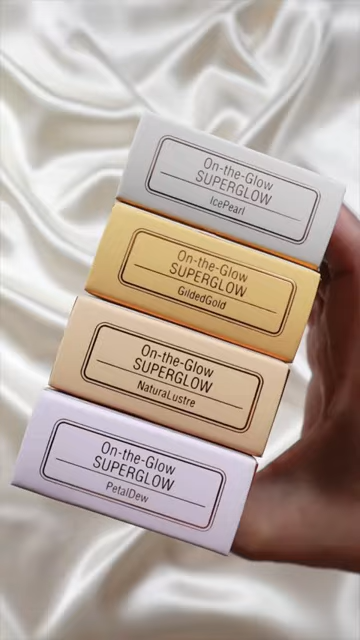 On-the-Glow
SUPERGLOW
IcePearl
On-the-Glow
SUPERGLOW
GildedGold
On-the-Glow
SUPERGLOW
NaturaLustre
On-the-Glow
SUPERGLOW
PetalDew